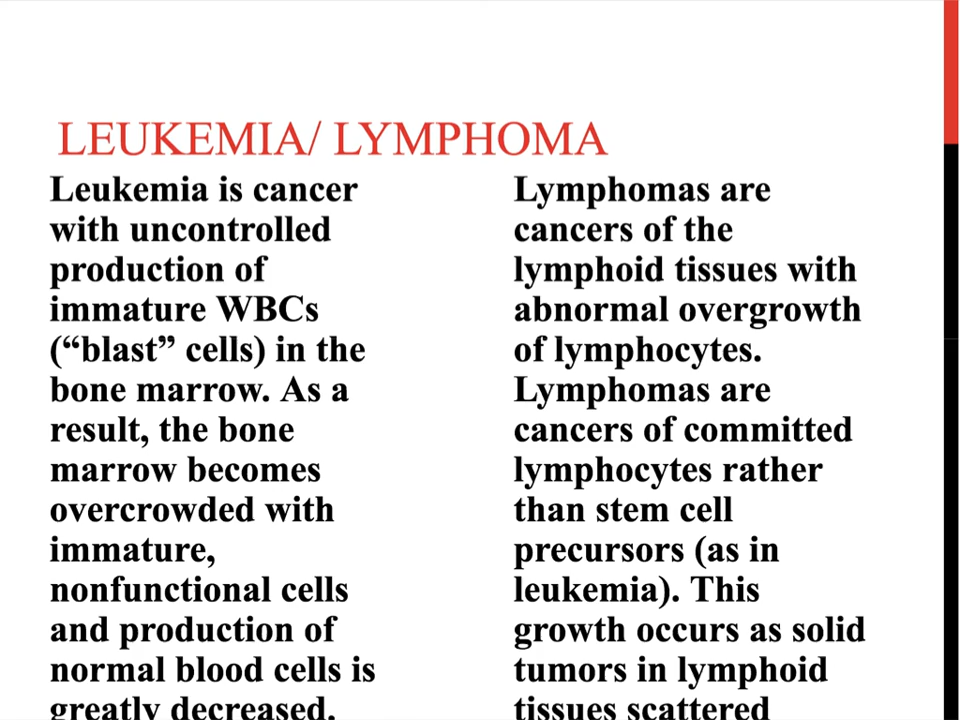 LEUKEMIA/ LYMPHOMA
Leukemia is cancer
with uncontrolled
production of
immature WBCs
(“blast” cells) in the
bone marrow. As a
result, the bone
marrow becomes
overcrowded with
immature,
nonfunctional cells
and production of
normal blood cells is
greatly decreased.
Lymphomas are
cancers of the
lymphoid tissues with
abnormal overgrowth
of lymphocytes.
Lymphomas are
cancers of committed
lymphocytes rather
than stem cell
precursors (as in
leukemia). This
growth occurs as solid
tumors in lymphoid
tissues scattered